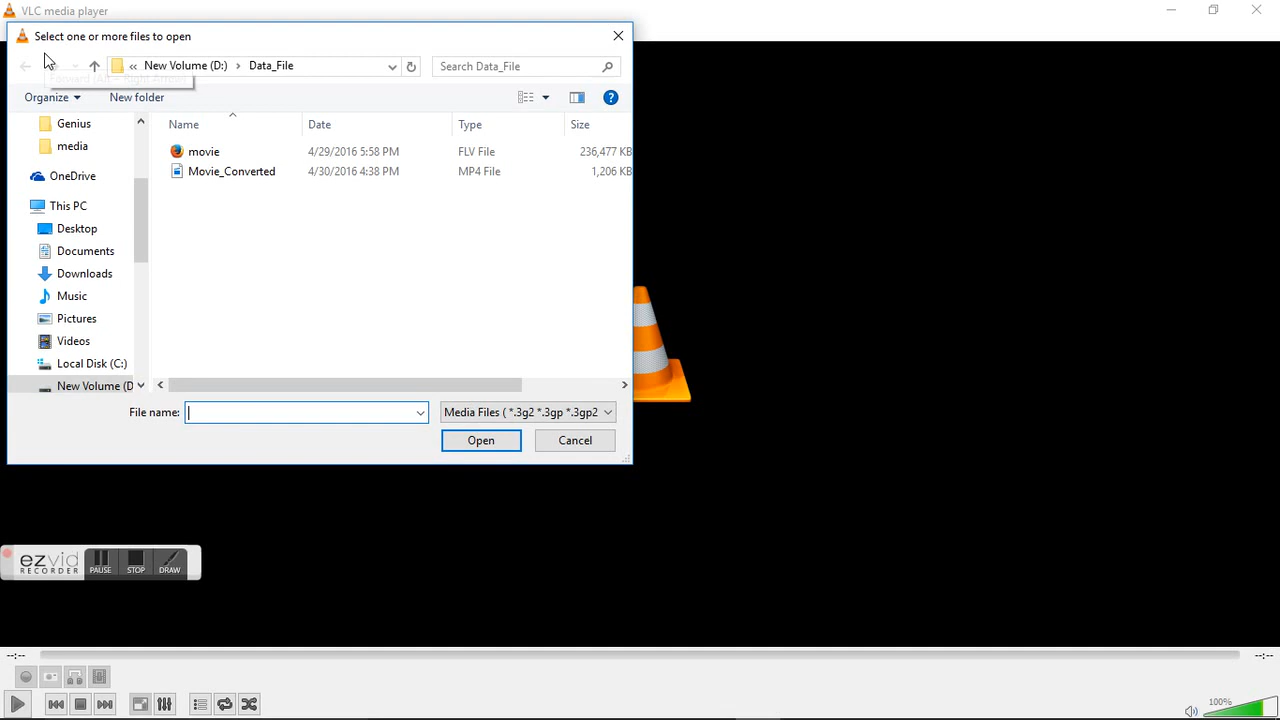 VLC media player
Select one or more files to open
« New Volume (D:) › Data_File
Search Data_File
Forward (Alt + Right Arrow)
Organize
New folder
Name Date Type Size
movie 4/29/2016 5:58 PM FLV File 236,477 KB
Movie_Converted 4/30/2016 4:38 PM MP4 File 1,206 KB
Genius
media
OneDrive
This PC
Desktop
Documents
Downloads
Music
Pictures
Videos
Local Disk (C:)
New Volume (D
File name:
Media Files ( *.3g2 *.3gp *.3gp2
Open
Cancel
ezvid
RECORDER
PAUSE
STOP
DRAW
--:--
--:--
100%